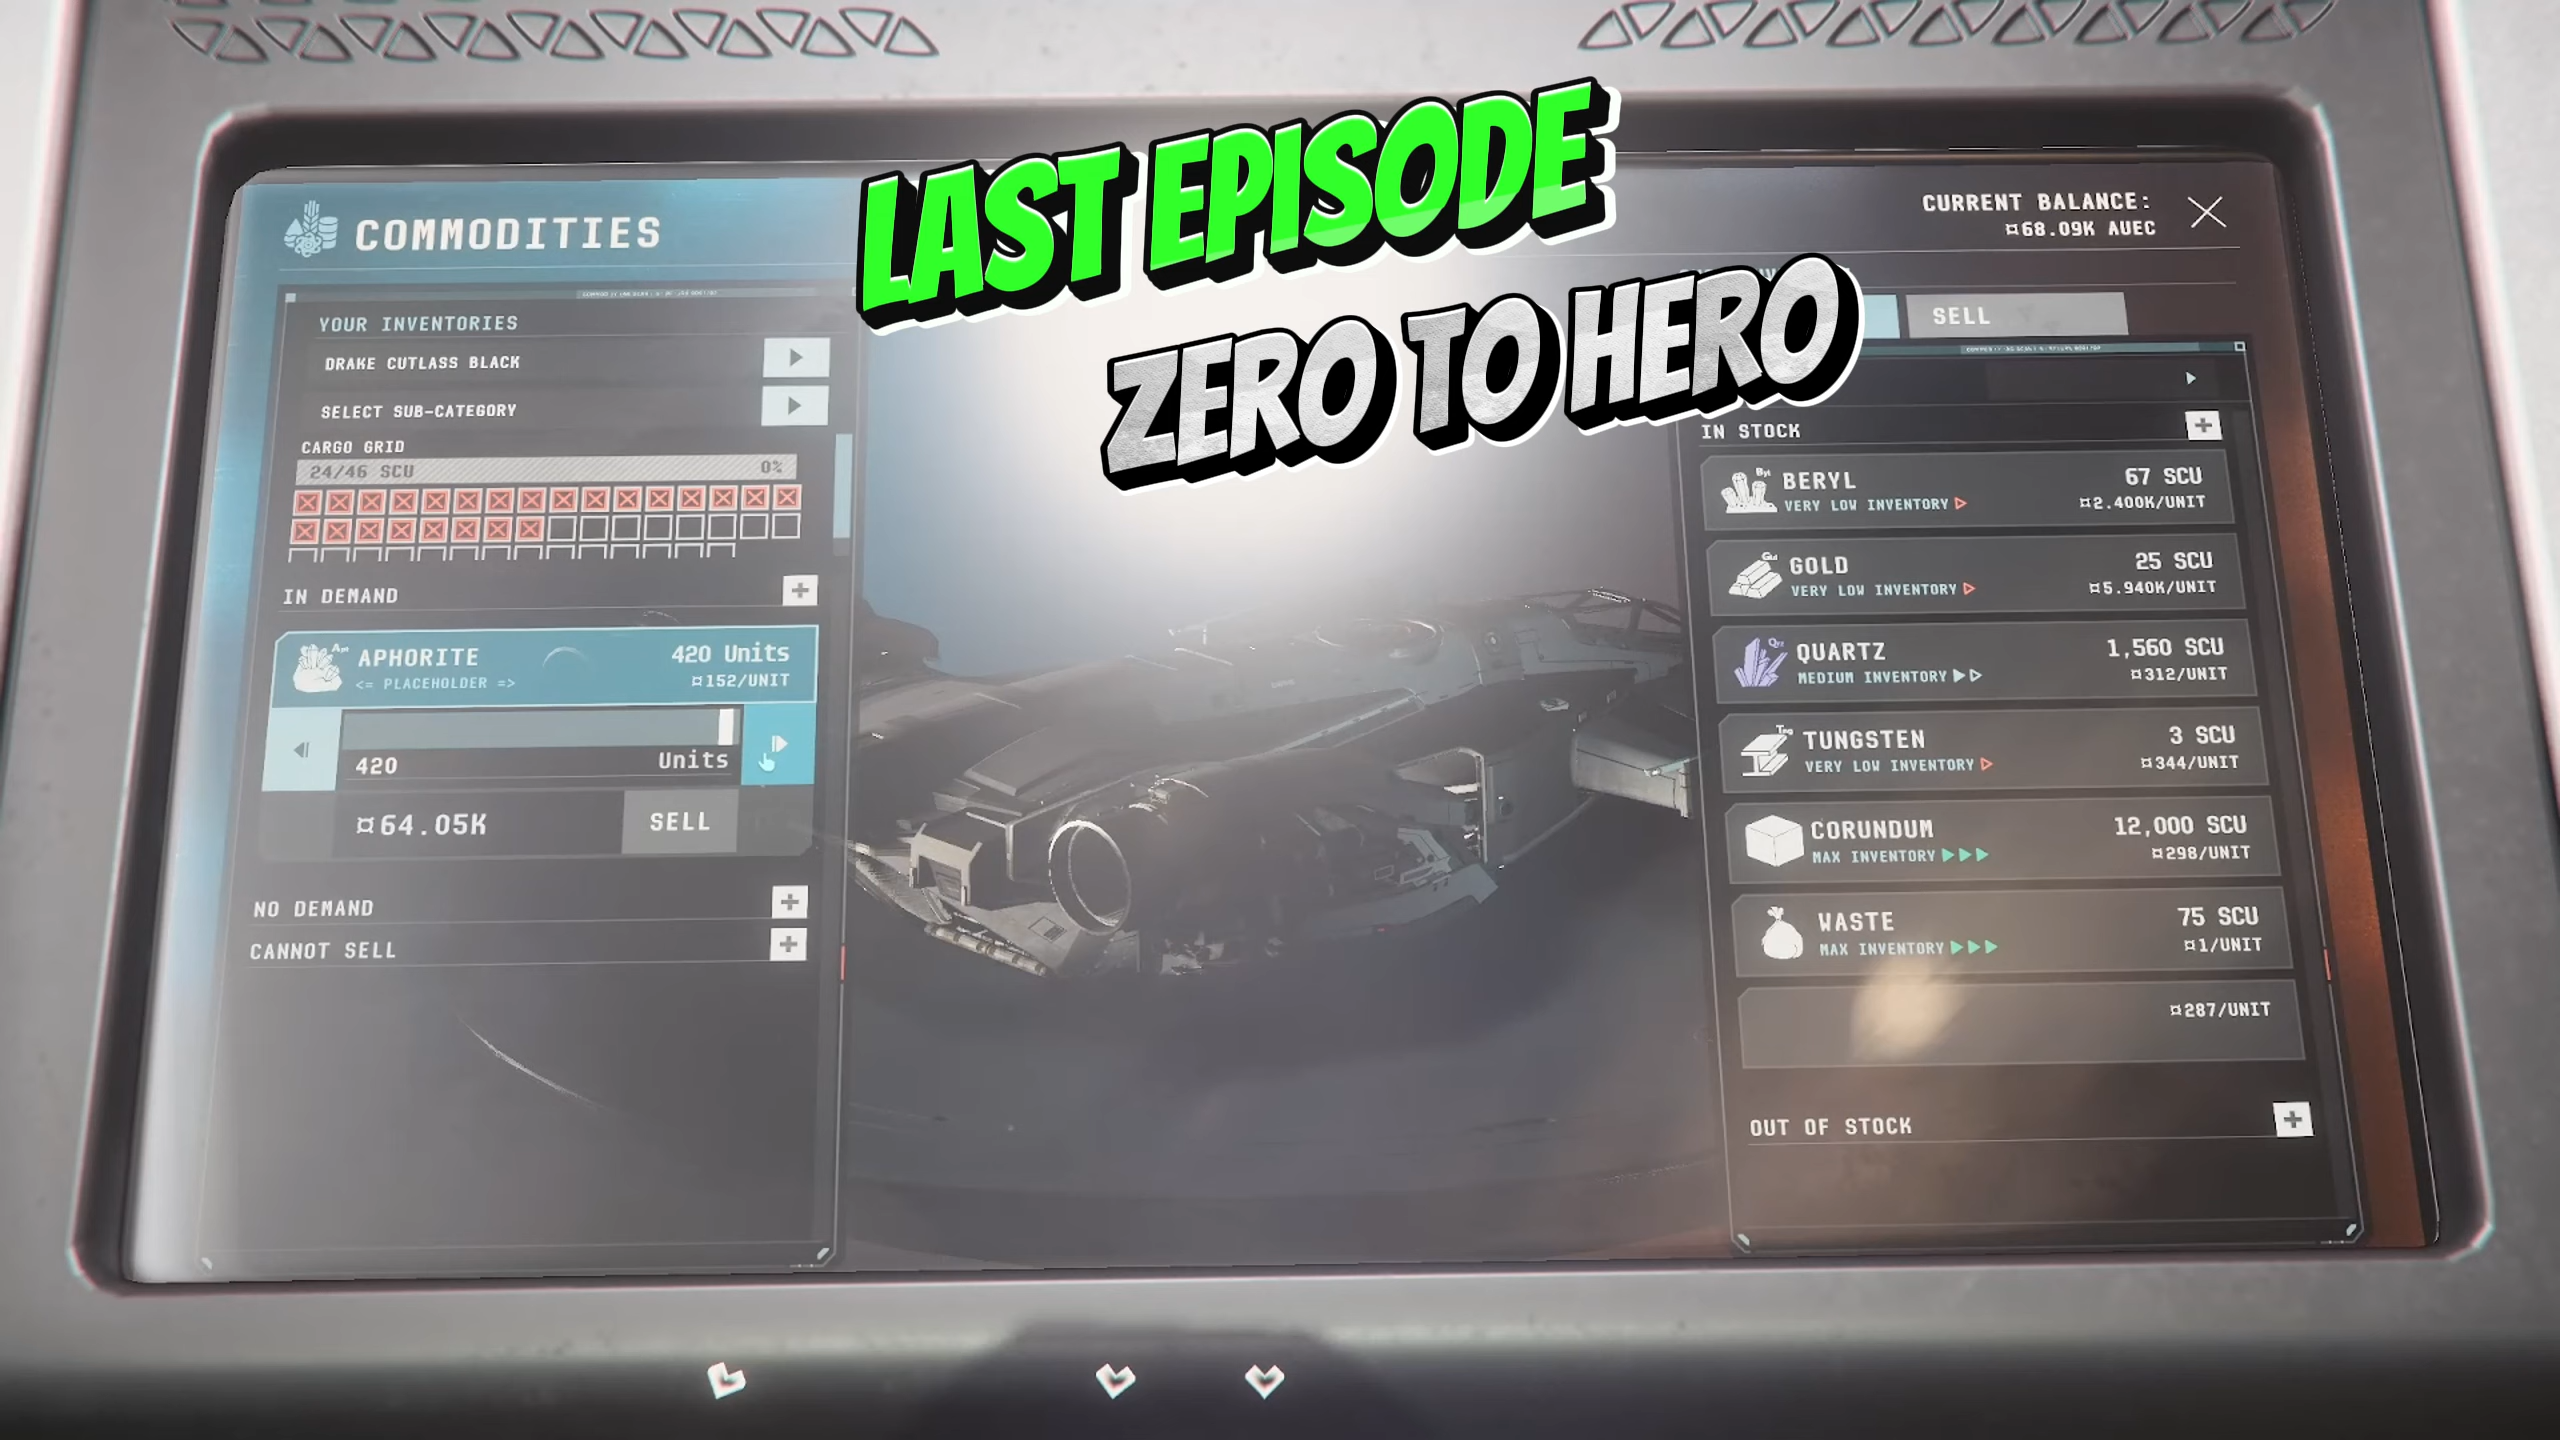 LAST EPISODE
ZERO TO HERO
COMMODITIES
CURRENT BALANCE:
¤68.09K AUEC
YOUR INVENTORIES
DRAKE CUTLASS BLACK
SELECT SUB-CATEGORY
CARGO GRID
24/46 SCU 0%
IN DEMAND
APHORITE 420 Units
<= PLACEHOLDER => ¤152/UNIT
420 Units
¤64.05K SELL
NO DEMAND
CANNOT SELL
SELL
IN STOCK
Byl
BERYL 67 SCU
VERY LOW INVENTORY ¤2.400K/UNIT
GOLD 25 SCU
VERY LOW INVENTORY ¤5.940K/UNIT
QUARTZ 1,560 SCU
MEDIUM INVENTORY ¤312/UNIT
TUNGSTEN 3 SCU
VERY LOW INVENTORY ¤344/UNIT
CORUNDUM 12,000 SCU
MAX INVENTORY ¤298/UNIT
WASTE 75 SCU
MAX INVENTORY ¤1/UNIT
¤287/UNIT
OUT OF STOCK